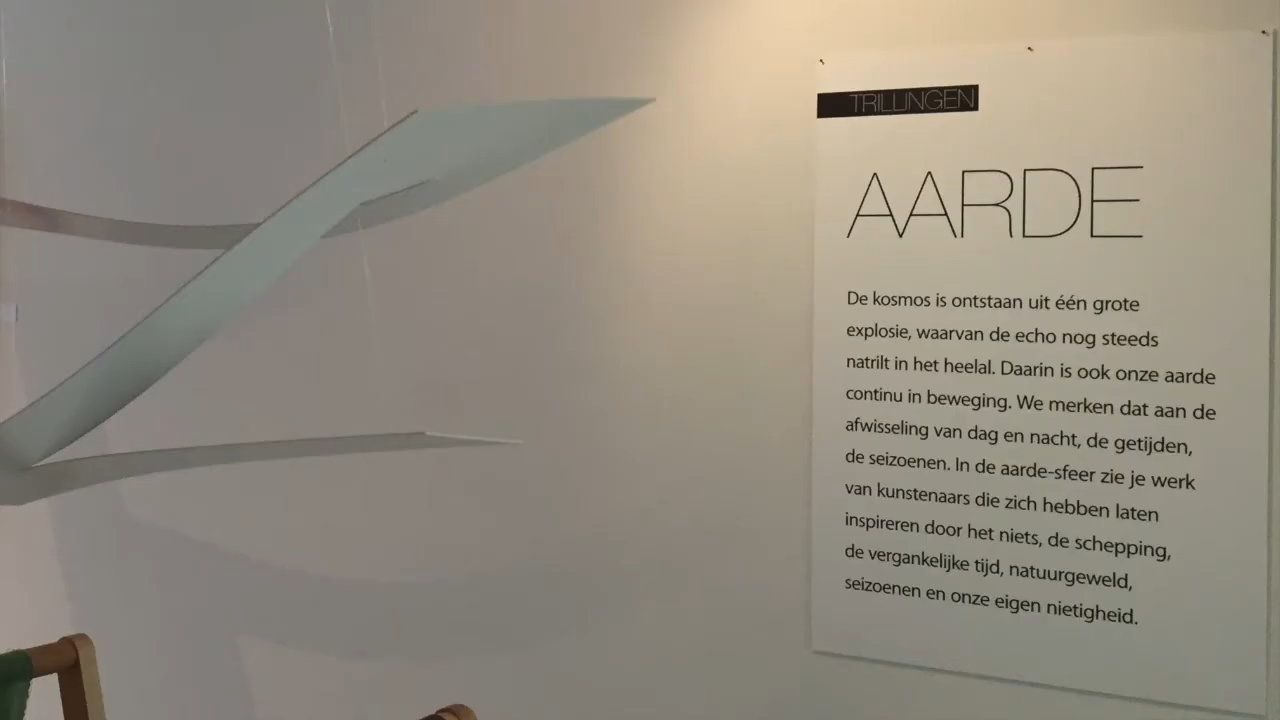 TRILLINGEN
AARDE
De kosmos is ontstaan uit één grote
explosie, waarvan de echo nog steeds
natrilt in het heelal. Daarin is ook onze aarde
continu in beweging. We merken dat aan de
afwisseling van dag en nacht, de getijden,
de seizoenen. In de aarde-sfeer zie je werk
van kunstenaars die zich hebben laten
inspireren door het niets, de schepping,
de vergankelijke tijd, natuurgeweld,
seizoenen en onze eigen nietigheid.